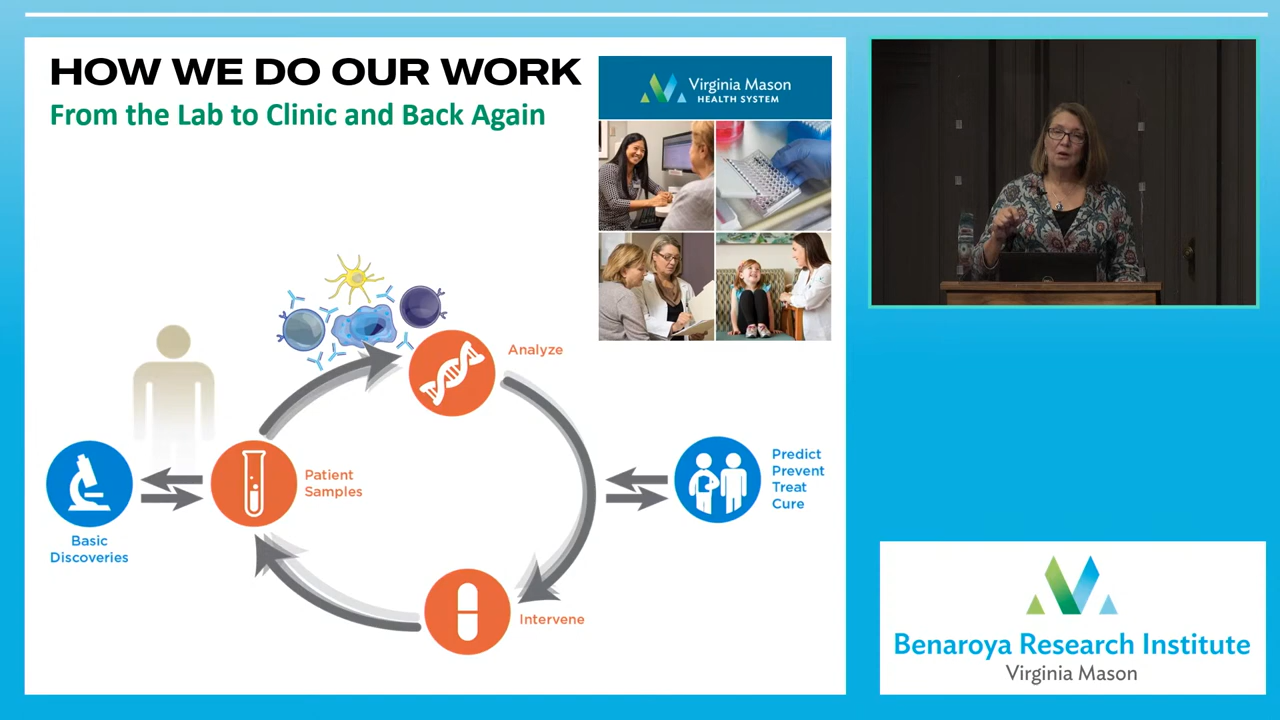 HOW WE DO OUR WORK
From the Lab to Clinic and Back Again
Virginia Mason
HEALTH SYSTEM
Analyze
Patient
Samples
Basic
Discoveries
Predict
Prevent
Treat
Cure
Intervene
Benaroya Research Institute
Virginia Mason